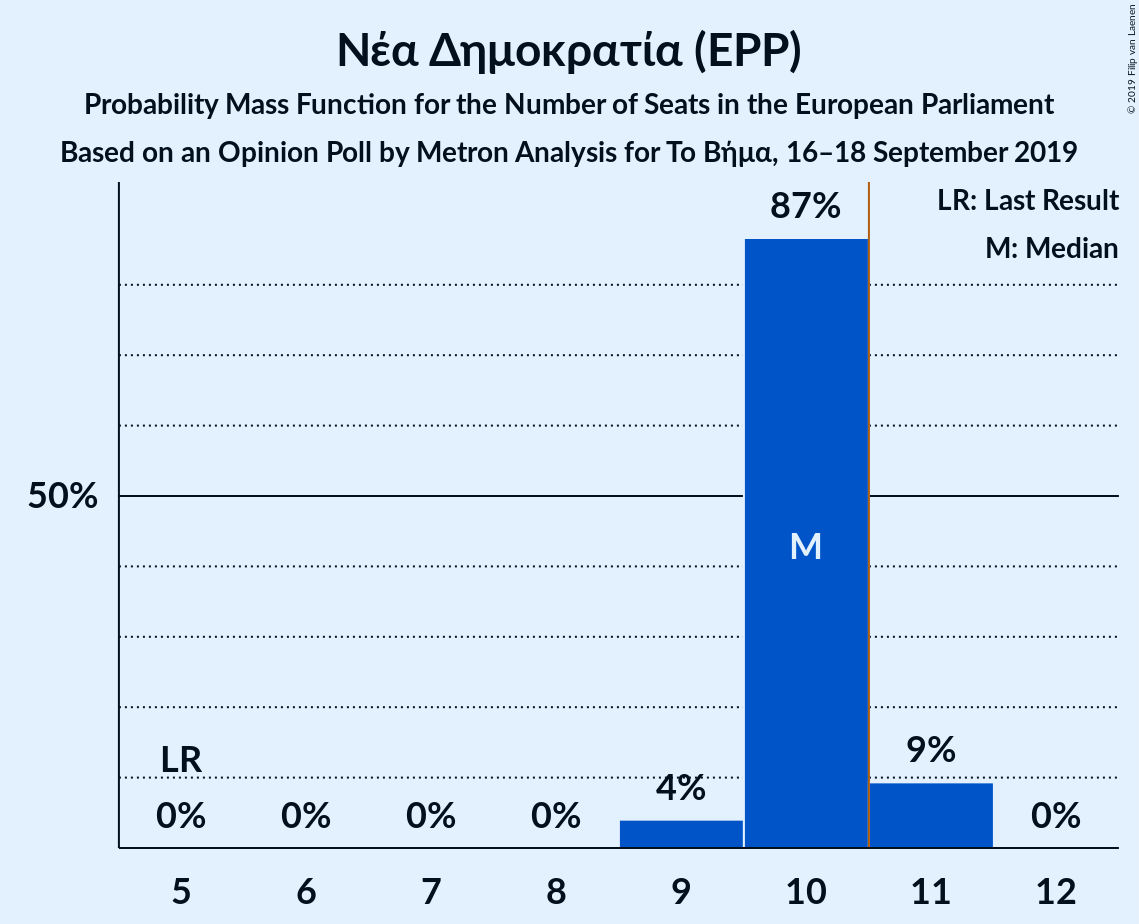 Νέα Δημοκρατία (EPP)
Probability Mass Function for the Number of Seats in the European Parliament
Based on an Opinion Poll by Metron Analysis for Το Βήμα, 16–18 September 2019
© 2019 Filip van Laenen
LR: Last Result
M: Median
87%
50%
M
LR
0%
0%
0%
0%
4%
9%
0%
5
6
7
8
9
10
11
12